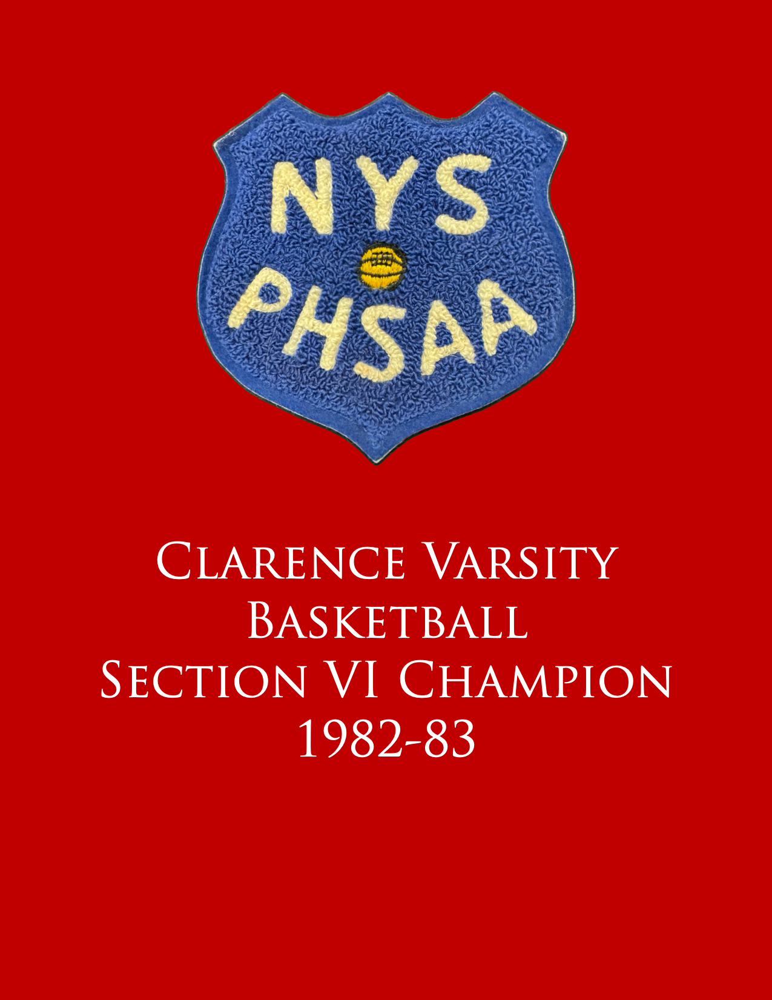 NYS
PHSAA
Clarence Varsity
Basketball
Section VI Champion
1982-83